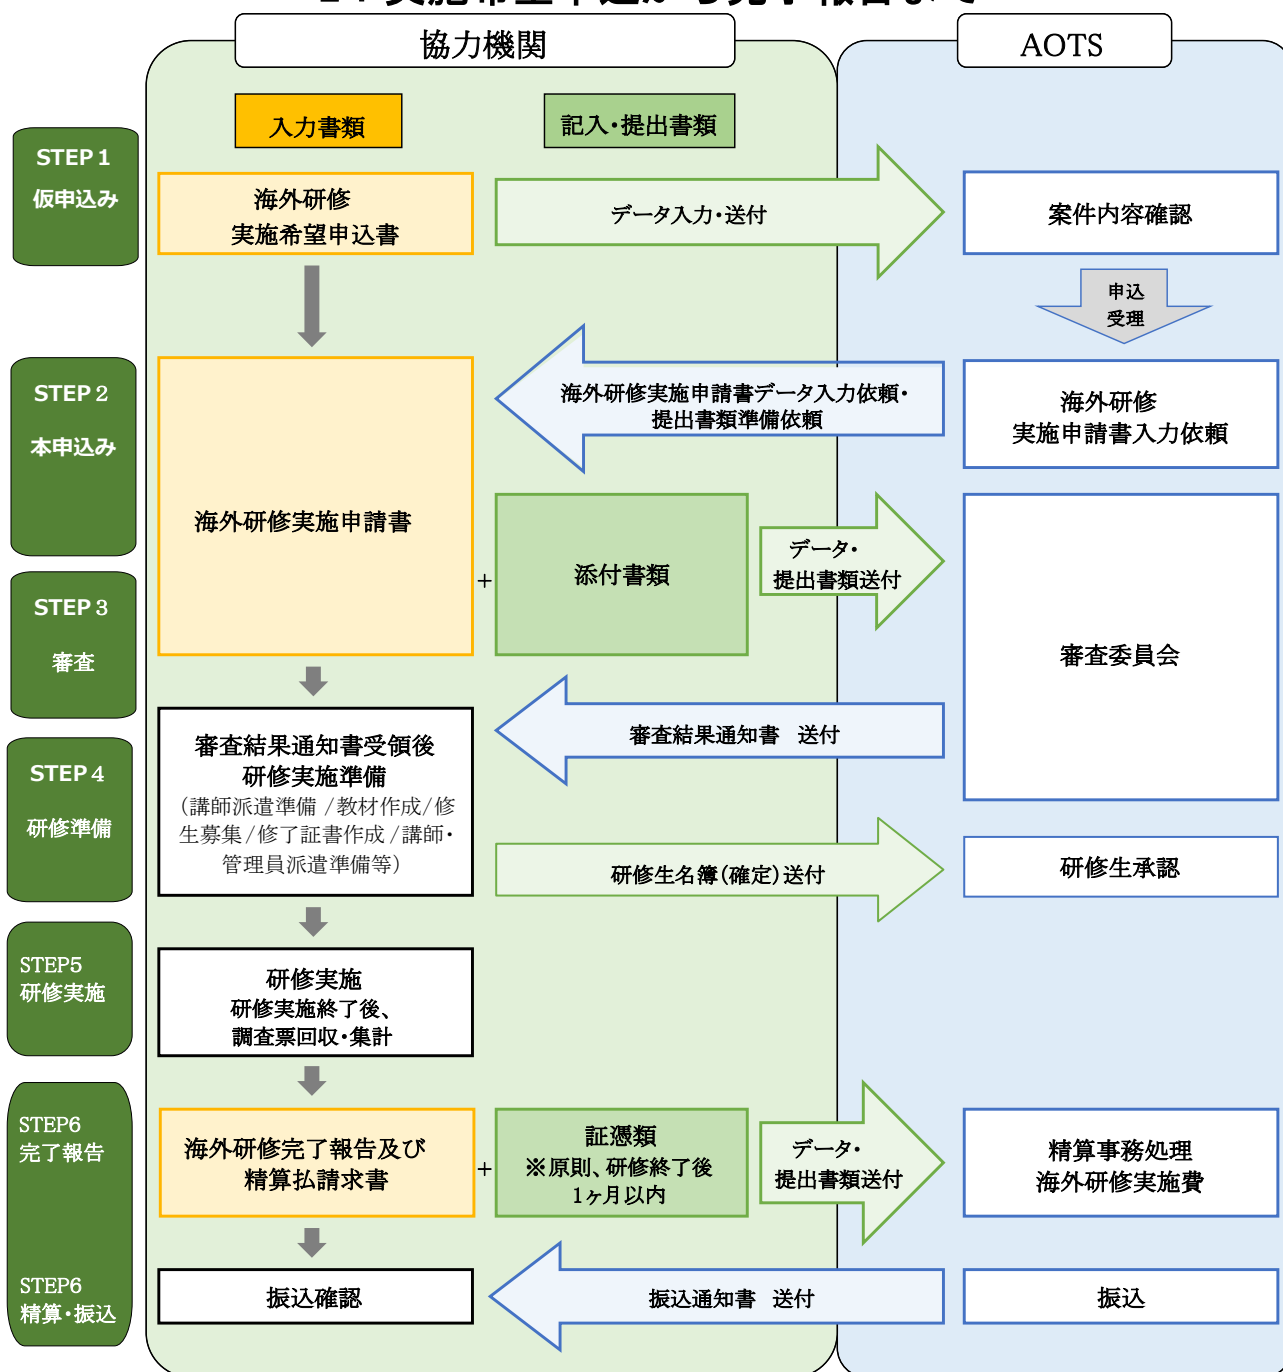 協力機関
AOTS
入力書類
記入・提出書類
STEP1
仮申込み
海外研修
実施希望申込書
データ入力・送付
案件内容確認
申込
受理
STEP2
本申込み
海外研修実施申請書データ入力依頼・
提出書類準備依頼
海外研修
実施申請書入力依頼
海外研修実施申請書
+
添付書類
データ・
提出書類送付
審査委員会
STEP3
審査
審査結果通知書 送付
STEP4
研修準備
審査結果通知書受領後
研修実施準備
(講師派遣準備/教材作成/修
生募集/修了証書作成/講師・
管理員派遣準備等)
研修生名簿(確定)送付
研修生承認
STEP5
研修実施
研修実施
研修実施終了後、
調査票回収・集計
STEP6
完了報告
海外研修完了報告及び
精算払請求書
+
証憑類
※原則、研修終了後
1ヶ月以内
データ・
提出書類送付
精算事務処理
海外研修実施費
STEP6
精算・振込
振込確認
振込通知書 送付
振込